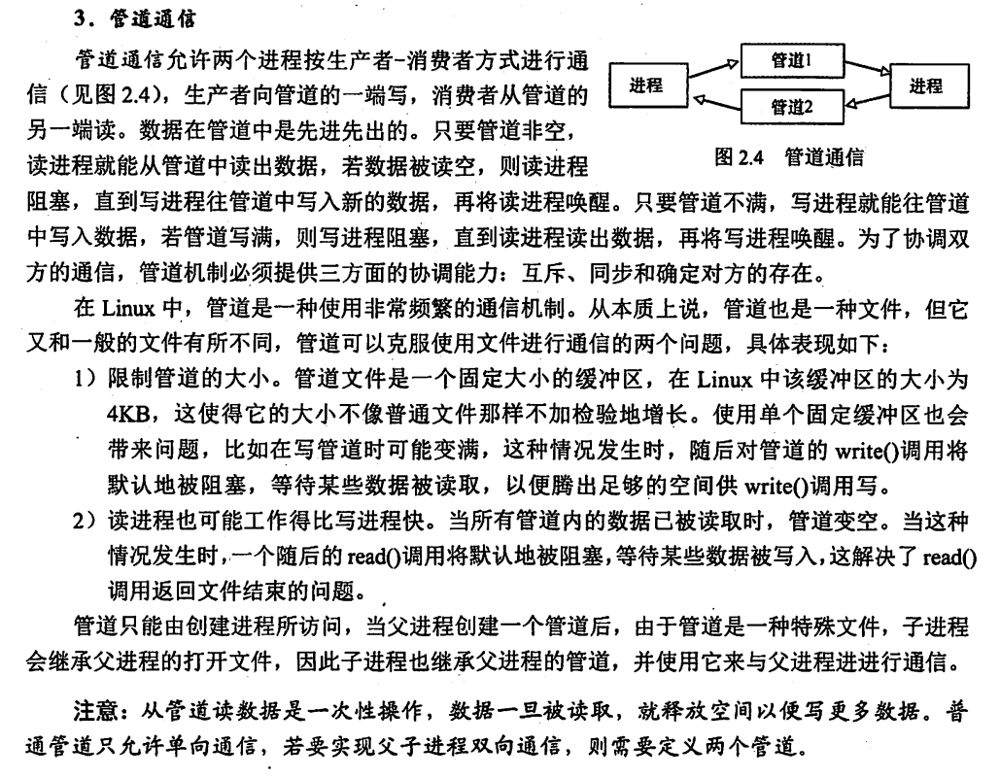 3．管道通信
管道通信允许两个进程按生产者-消费者方式进行通
信（见图2.4），生产者向管道的一端写，消费者从管道的
另一端读。数据在管道中是先进先出的。只要管道非空，
读进程就能从管道中读出数据，若数据被读空，则读进程
进程
管道1
管道2
进程
图2.4　管道通信
阻塞，直到写进程往管道中写入新的数据，再将读进程唤醒。只要管道不满，写进程就能往管道
中写入数据，若管道写满，则写进程阻塞，直到读进程读出数据，再将写进程唤醒。为了协调双
方的通信，管道机制必须提供三方面的协调能力：互斥、同步和确定对方的存在。
在 Linux 中，管道是一种使用非常频繁的通信机制。从本质上说，管道也是一种文件，但它
又和一般的文件有所不同，管道可以克服使用文件进行通信的两个问题，具体表现如下：
1）限制管道的大小。管道文件是一个固定大小的缓冲区，在 Linux 中该缓冲区的大小为
4KB，这使得它的大小不像普通文件那样不加检验地增长。使用单个固定缓冲区也会
带来问题，比如在写管道时可能变满，这种情况发生时，随后对管道的 write()调用将
默认地被阻塞，等待某些数据被读取，以便腾出足够的空间供 write()调用写。
2）读进程也可能工作得比写进程快。当所有管道内的数据已被读取时，管道变空。当这种
情况发生时，一个随后的 read()调用将默认地被阻塞，等待某些数据被写入，这解决了 read()
调用返回文件结束的问题。
管道只能由创建进程所访问，当父进程创建一个管道后，由于管道是一种特殊文件，子进程
会继承父进程的打开文件，因此子进程也继承父进程的管道，并使用它来与父进程进进行通信。
注意：从管道读数据是一次性操作，数据一旦被读取，就释放空间以便写更多数据。普
通管道只允许单向通信，若要实现父子进程双向通信，则需要定义两个管道。